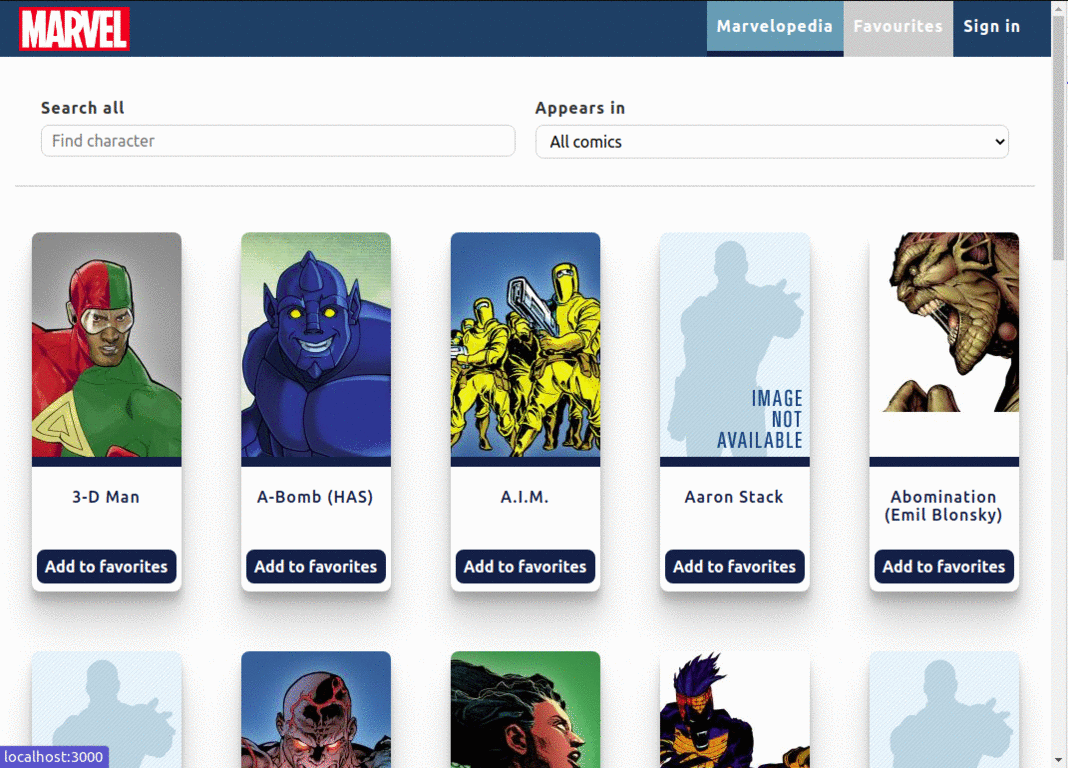 MARVEL
Marvelopedia Favourites Sign in
Search all
Appears in
Find character
All comics
IMAGE
NOT
AVAILABLE
3-D Man
A-Bomb (HAS)
A.I.M.
Aaron Stack
Abomination
(Emil Blonsky)
Add to favorites
Add to favorites
Add to favorites
Add to favorites
Add to favorites
localhost:3000